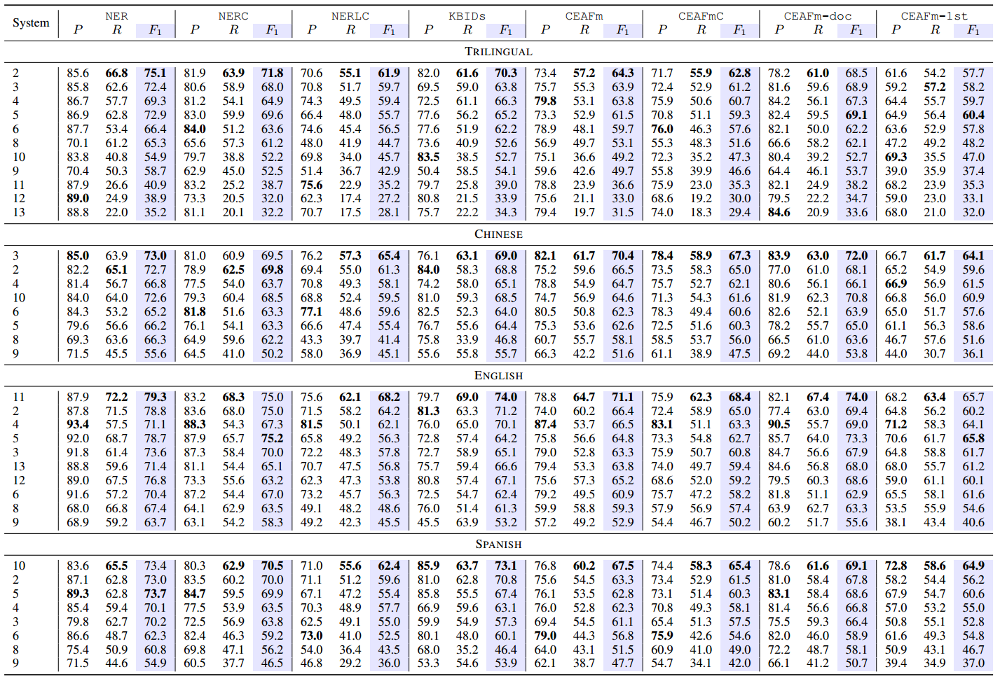 System NER NERC NERLC KBIDs CEAFm CEAFmC CEAFm-doc CEAFm-1st
P R F1 P R F1 P R F1 P R F1 P R F1 P R F1 P R F1 P R F1
TRILINGUAL
2 85.6 66.8 75.1 81.9 63.9 71.8 70.6 55.1 61.9 82.0 61.6 70.3 73.4 57.2 64.3 71.7 55.9 62.8 78.2 61.0 68.5 61.6 54.2 57.7
3 85.8 62.6 72.4 80.6 58.9 68.0 70.8 51.7 59.7 69.5 59.0 63.8 75.7 55.3 63.9 72.4 52.9 61.2 81.6 59.6 68.9 59.2 57.2 58.2
4 86.7 57.7 69.3 81.2 54.1 64.9 74.3 49.5 59.4 72.5 61.1 66.3 79.8 53.1 63.8 75.9 50.6 60.7 84.2 56.1 67.3 64.4 55.7 59.7
5 86.9 62.8 72.9 83.0 59.9 69.6 66.4 48.0 55.7 77.6 56.2 65.2 73.3 52.9 61.5 70.8 51.1 59.3 82.4 59.5 69.1 64.9 56.4 60.4
6 87.7 53.4 66.4 84.0 51.2 63.6 74.6 45.4 56.5 77.6 51.9 62.2 78.9 48.1 59.7 76.0 46.3 57.6 82.1 50.0 62.2 63.6 52.9 57.8
8 70.1 61.2 65.3 65.6 57.3 61.2 48.0 41.9 44.7 73.6 40.9 52.6 56.9 49.7 53.1 55.3 48.3 51.6 66.6 58.2 62.1 47.2 49.2 48.2
10 83.8 40.8 54.9 79.7 38.8 52.2 69.8 34.0 45.7 83.5 38.5 52.7 75.1 36.6 49.2 72.3 35.2 47.3 80.4 39.2 52.7 69.3 35.5 47.0
9 70.4 50.3 58.7 62.9 45.0 52.5 51.4 36.7 42.9 50.4 58.5 54.1 59.6 42.6 49.7 55.8 39.0 46.6 64.4 46.1 53.7 39.0 35.9 37.4
11 87.9 26.6 40.9 83.2 25.2 38.7 75.6 22.9 35.2 79.7 25.8 39.0 78.8 23.9 36.6 75.9 23.0 35.3 82.1 24.9 38.2 68.2 23.9 35.3
12 89.0 24.9 38.9 73.3 20.5 32.0 62.3 17.4 27.2 80.8 21.5 33.9 75.6 21.1 33.0 68.6 19.2 30.0 79.5 22.2 34.7 59.0 23.0 33.1
13 88.8 22.0 35.2 81.1 20.1 32.2 70.7 17.5 28.1 75.7 22.2 34.3 79.4 19.7 31.5 74.0 18.3 29.4 84.6 20.9 33.6 68.0 21.0 32.0
CHINESE
3 85.0 63.9 73.0 81.0 60.9 69.5 76.2 57.3 65.4 76.1 63.1 69.0 82.1 61.7 70.4 78.4 58.9 67.3 83.9 63.0 72.0 66.7 61.7 64.1
2 82.2 65.1 72.7 78.9 62.5 69.8 69.4 55.0 61.3 84.0 58.3 68.8 75.2 59.6 66.5 73.5 58.3 65.0 77.0 61.0 68.1 65.2 54.9 59.6
4 81.4 56.7 66.8 77.5 54.0 63.7 70.8 49.3 58.1 74.2 58.0 65.1 78.8 54.9 64.7 75.7 52.7 62.1 80.6 56.1 66.1 66.9 56.9 61.5
10 84.0 64.0 72.6 79.3 60.4 68.5 68.8 52.4 59.5 81.0 59.3 68.5 74.7 56.9 64.6 71.3 54.3 61.6 81.9 62.3 70.8 66.8 56.0 60.9
6 84.3 53.2 65.2 81.8 51.6 63.3 77.1 48.6 59.6 82.5 52.3 64.0 80.5 50.8 62.3 78.3 49.4 60.6 82.6 52.1 63.9 65.0 51.7 57.6
5 79.6 56.6 66.2 76.1 54.1 63.3 66.6 47.4 55.4 76.7 55.6 64.4 75.3 53.6 62.6 72.5 51.6 60.3 78.2 55.7 65.0 61.1 56.3 58.6
8 69.3 63.6 66.3 64.9 59.6 62.2 43.3 39.7 41.4 75.8 33.9 46.8 60.7 55.7 58.1 58.5 53.7 56.0 66.5 61.0 63.6 46.7 57.6 51.6
9 71.5 45.5 55.6 64.5 41.0 50.2 58.0 36.9 45.1 55.6 55.8 55.7 66.3 42.2 51.6 61.1 38.9 47.5 69.2 44.0 53.8 44.0 30.7 36.1
ENGLISH
11 87.9 72.2 79.3 83.2 68.3 75.0 75.6 62.1 68.2 79.7 69.0 74.0 78.8 64.7 71.1 75.9 62.3 68.4 82.1 67.4 74.0 68.2 63.4 65.7
2 87.8 71.5 78.8 83.6 68.0 75.0 71.5 58.2 64.2 81.3 63.3 71.2 74.0 60.2 66.4 72.4 58.9 65.0 77.4 63.0 69.4 64.8 56.2 60.2
4 93.4 57.5 71.1 88.3 54.3 67.3 81.5 50.1 62.1 76.0 65.0 70.1 87.4 53.7 66.5 83.1 51.1 63.3 90.5 55.7 69.0 71.2 58.3 64.1
5 92.0 68.7 78.7 87.9 65.7 75.2 65.8 49.2 56.3 72.8 57.4 64.2 75.8 56.6 64.8 73.3 54.8 62.7 85.7 64.0 73.3 70.6 61.7 65.8
3 91.8 61.4 73.6 87.3 58.4 70.0 72.2 48.3 57.8 72.7 58.9 65.1 79.0 52.8 63.3 75.9 50.7 60.8 84.7 56.6 67.9 64.8 58.8 61.7
13 88.8 59.6 71.4 81.1 54.4 65.1 70.7 47.5 56.8 75.7 59.4 66.6 79.4 53.3 63.8 74.0 49.7 59.4 84.6 56.8 68.0 68.0 55.7 61.2
12 89.0 67.5 76.8 73.3 55.6 63.2 62.3 47.3 53.8 80.8 57.4 67.1 75.6 57.3 65.2 68.6 52.0 59.2 79.5 60.3 68.6 59.0 61.1 60.1
6 91.6 57.2 70.4 87.2 54.4 67.0 73.2 45.7 56.3 72.5 54.7 62.4 79.2 49.5 60.9 75.7 47.2 58.2 81.8 51.1 62.9 65.5 58.1 61.6
8 68.0 66.8 67.4 64.1 62.9 63.5 49.1 48.2 48.6 76.0 51.4 61.3 59.9 58.8 59.3 57.9 56.9 57.4 63.9 62.7 63.3 53.5 55.9 54.6
9 68.9 59.2 63.7 63.1 54.2 58.3 49.2 42.3 45.5 45.5 63.9 53.2 57.2 49.2 52.9 54.4 46.7 50.2 60.2 51.7 55.6 38.1 43.4 40.6
SPANISH
10 83.6 65.5 73.4 80.3 62.9 70.5 71.0 55.6 62.4 85.9 63.7 73.1 76.8 60.2 67.5 74.4 58.3 65.4 78.6 61.6 69.1 72.8 58.6 64.9
2 87.1 62.8 73.0 83.5 60.2 70.0 71.1 51.2 59.6 81.0 62.8 70.8 75.6 54.5 63.3 73.4 52.9 61.5 81.0 58.4 67.8 58.2 54.4 56.2
5 89.3 62.8 73.7 84.7 59.5 69.9 67.1 47.2 55.4 85.8 55.5 67.4 76.1 53.5 62.8 73.1 51.4 60.3 83.1 58.4 68.6 67.9 54.7 60.6
4 85.4 59.4 70.1 77.5 53.9 63.5 70.3 48.9 57.7 66.9 59.6 63.1 76.0 52.8 62.3 70.8 49.3 58.1 81.4 56.6 66.8 57.0 53.2 55.0
3 79.8 62.7 70.2 72.5 56.9 63.8 62.5 49.1 55.0 59.9 54.9 57.3 69.4 54.5 61.1 65.4 51.3 57.5 75.5 59.3 66.4 50.8 55.1 52.8
6 86.6 48.7 62.3 82.4 46.3 59.2 73.0 41.0 52.5 80.1 48.0 60.1 79.0 44.3 56.8 75.9 42.6 54.6 82.0 46.0 58.9 61.6 49.3 54.8
8 75.4 50.9 60.8 69.8 47.1 56.2 54.0 36.4 43.5 68.0 35.2 46.4 64.0 43.1 51.5 60.9 41.0 49.0 72.2 48.7 58.1 50.9 43.1 46.7
9 71.5 44.6 54.9 60.5 37.7 46.5 46.8 29.2 36.0 53.3 54.6 53.9 62.1 38.7 47.7 54.7 34.1 42.0 66.1 41.2 50.7 39.4 34.9 37.0